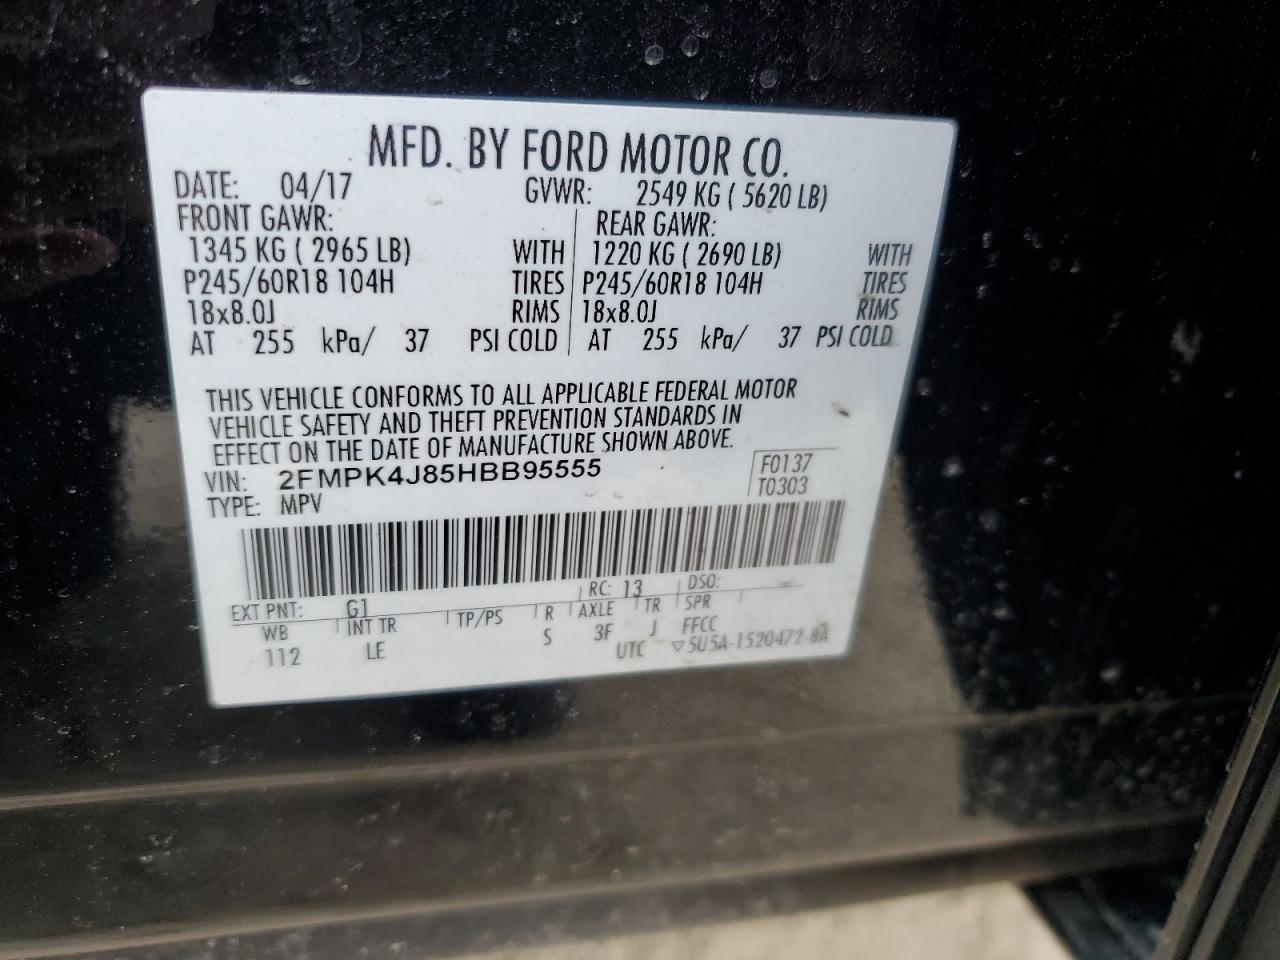 MFD. BY FORD MOTOR CO.
DATE: 04/17 GVWR: 2549 KG ( 5620 LB)
FRONT GAWR: REAR GAWR:
1345 KG ( 2965 LB) WITH 1220 KG ( 2690 LB) WITH
P245/60R18 104H TIRES P245/60R18 104H TIRES
18x8.0J RIMS 18x8.0J RIMS
AT 255 kPa/ 37 PSI COLD AT 255 kPa/ 37 PSI COLD
THIS VEHICLE CONFORMS TO ALL APPLICABLE FEDERAL MOTOR
VEHICLE SAFETY AND THEFT PREVENTION STANDARDS IN
EFFECT ON THE DATE OF MANUFACTURE SHOWN ABOVE.
VIN: 2FMPK4J85HBB95555 F0137
TYPE: MPV T0303
EXT PNT: G1 RC: 13 DSO:
WB INT TR TP/PS R AXLE TR SPR
112 LE S 3F J FFCC
UTC ▽5U5A-1520472-BA